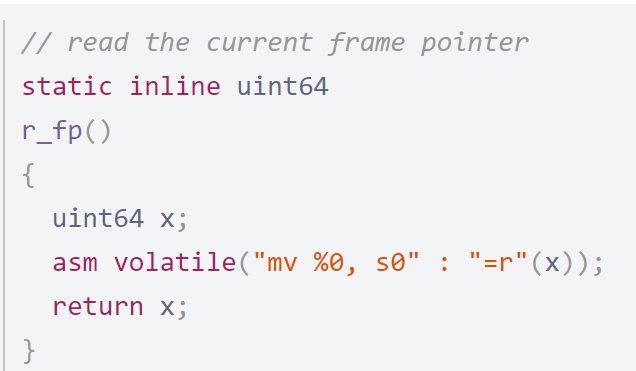 // read the current frame pointer
static inline uint64
r_fp()
{
  uint64 x;
  asm volatile("mv %0, s0" : "=r"(x));
  return x;
}